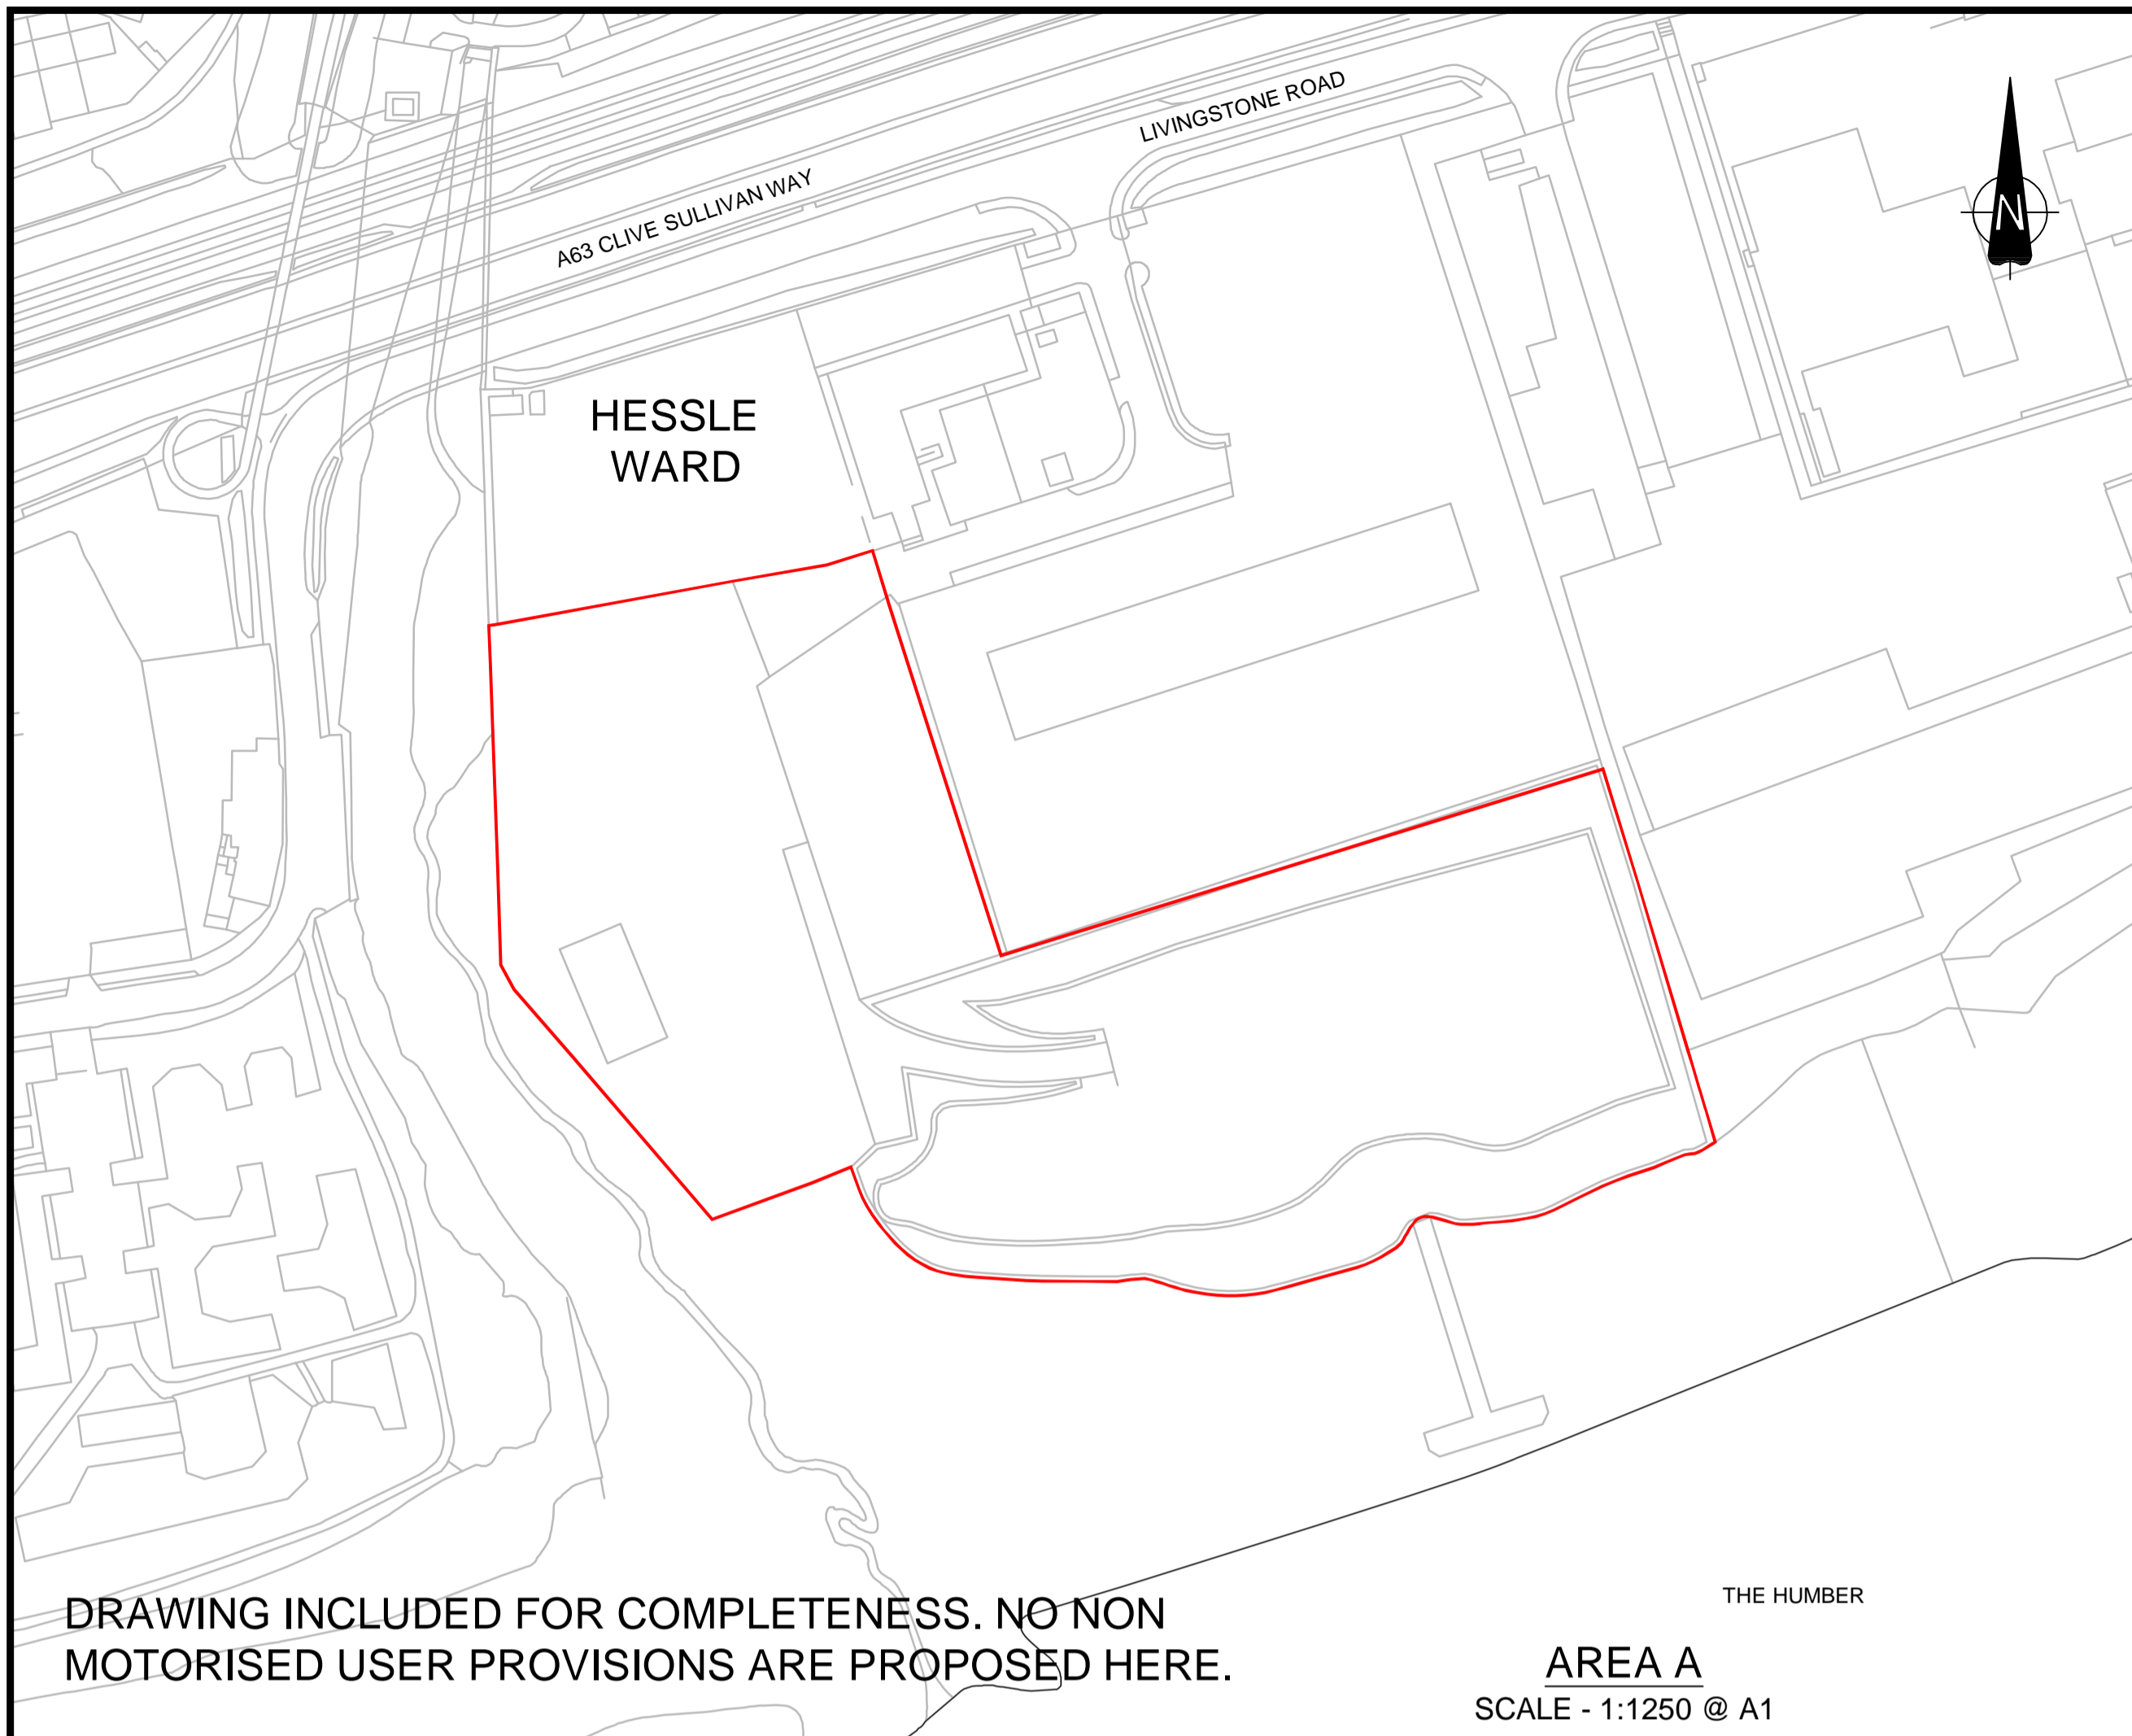 LIVINGSTONE ROAD
A63 CLIVE SULLIVAN WAY
N
HESSLE
WARD
THE HUMBER
DRAWING INCLUDED FOR COMPLETENESS. NO NON
MOTORISED USER PROVISIONS ARE PROPOSED HERE.
AREA A
SCALE - 1:1250 @ A1